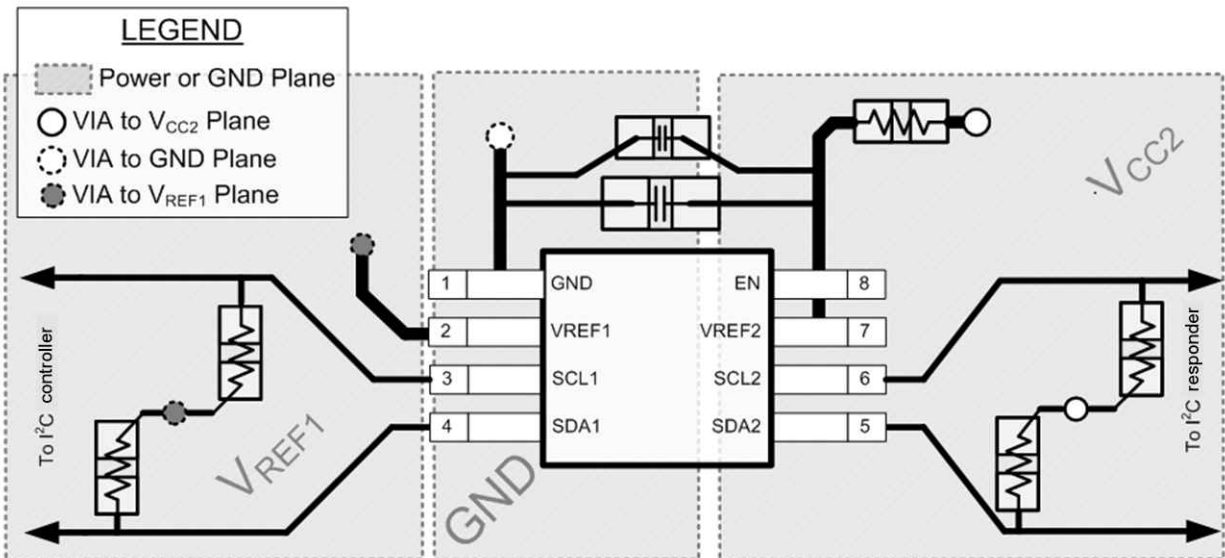 LEGEND
Power or GND Plane
VIA to VCC2 Plane
VIA to GND Plane
VIA to VREF1 Plane
VCC2
1 GND EN 8
2 VREF1 VREF2 7
3 SCL1 SCL2 6
4 SDA1 SDA2 5
To I²C controller
To I²C responder
VREF1
GND